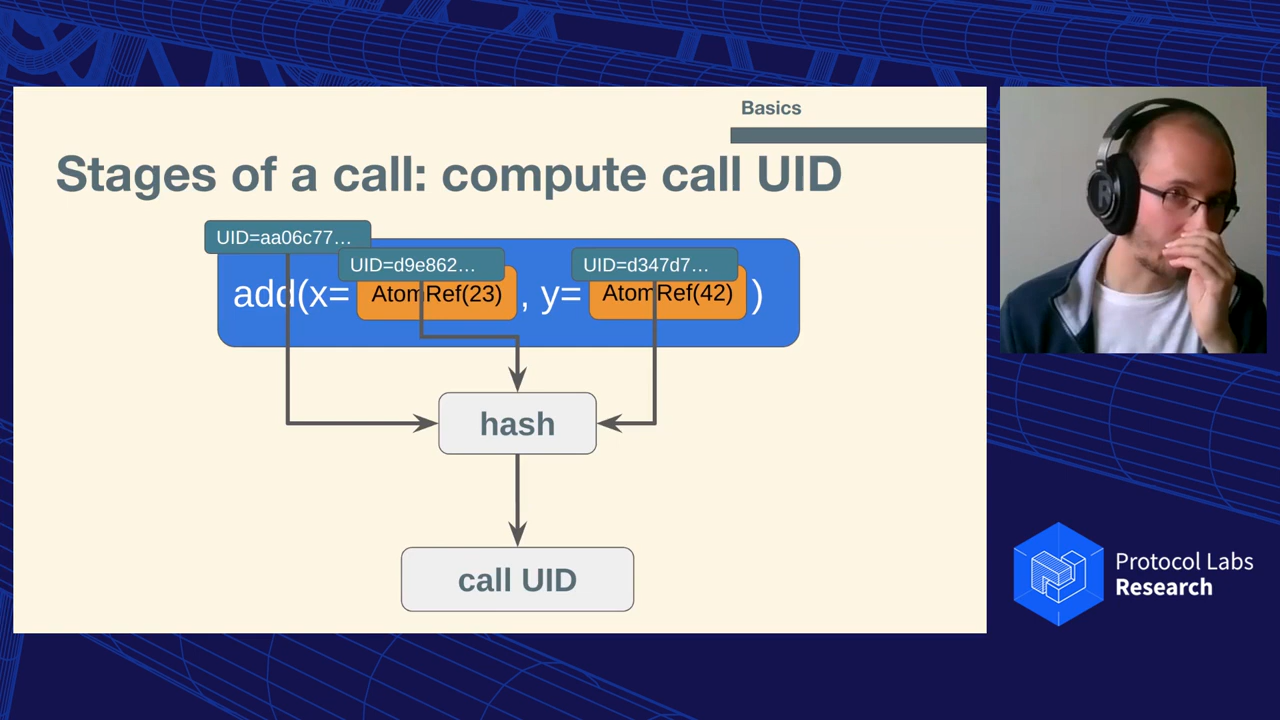 Basics
Stages of a call: compute call UID
UID=aa06c77…
UID=d9e862…
UID=d347d7…
add(x= AtomRef(23) , y= AtomRef(42) )
hash
call UID
Protocol Labs
Research